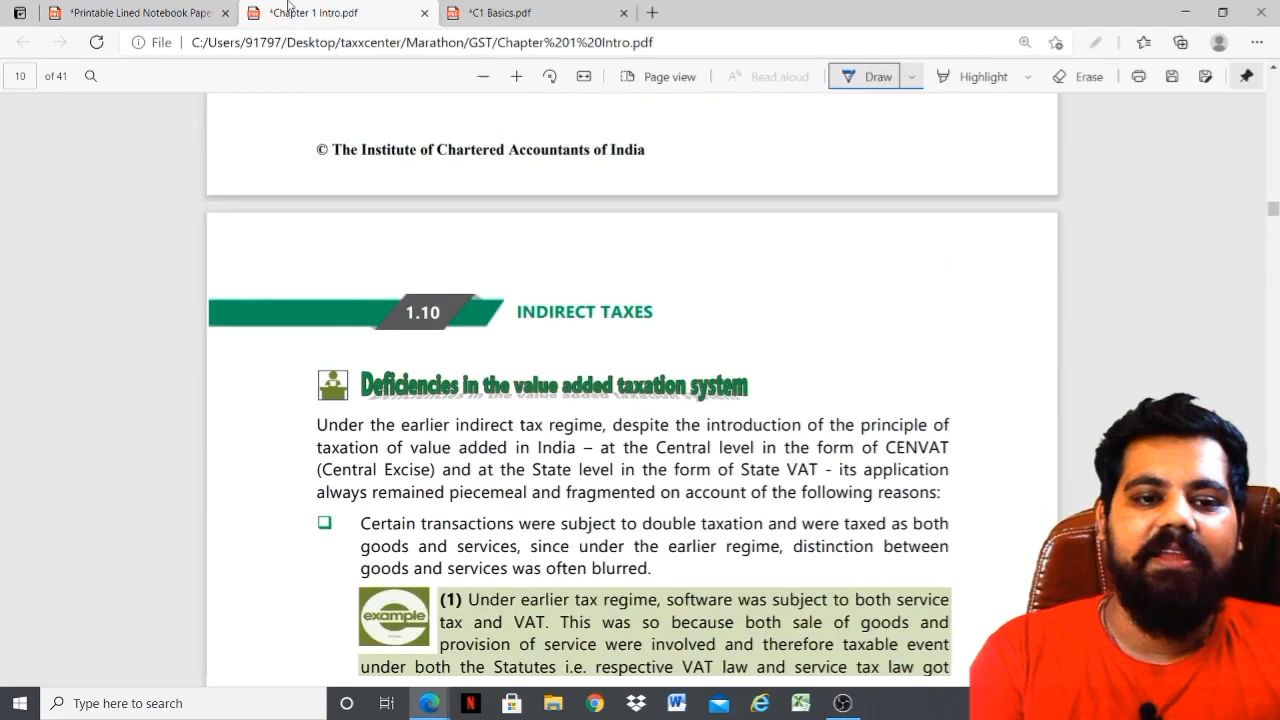 *Printable Lined Notebook Pape
*Chapter 1 Intro.pdf
*C1 Basics.pdf
File C:/Users/91797/Desktop/taxxcenter/Marathon/GST/Chapter%201%20Intro.pdf
10 of 41 Page view Read aloud Draw Highlight Erase
© The Institute of Chartered Accountants of India
1.10 INDIRECT TAXES
Deficiencies in the value added taxation system
Under the earlier indirect tax regime, despite the introduction of the principle of
taxation of value added in India – at the Central level in the form of CENVAT
(Central Excise) and at the State level in the form of State VAT - its application
always remained piecemeal and fragmented on account of the following reasons:
Certain transactions were subject to double taxation and were taxed as both
goods and services, since under the earlier regime, distinction between
goods and services was often blurred.
example
(1) Under earlier tax regime, software was subject to both service
tax and VAT. This was so because both sale of goods and
provision of service were involved and therefore taxable event
under both the Statutes i.e. respective VAT law and service tax law got
Type here to search